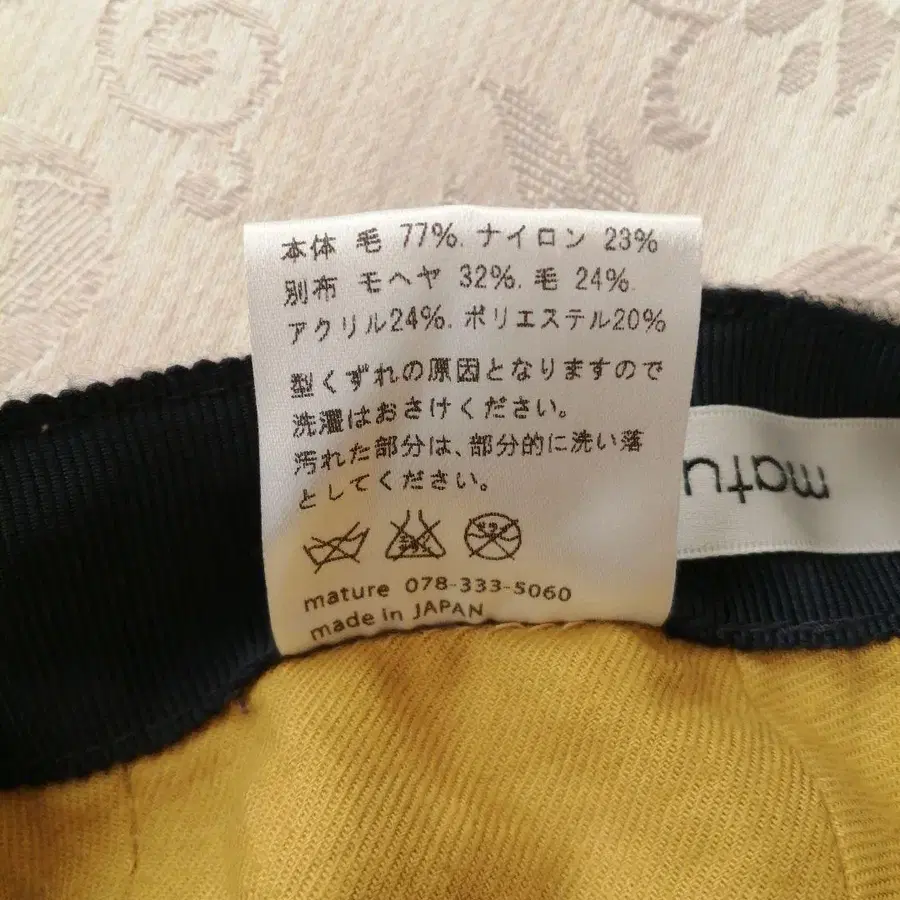 本体 毛 77%. ナイロン 23%
別布 モヘヤ 32%. 毛 24%.
アクリル24%. ポリエステル20%
型くずれの原因となりますので
洗濯はおさけください。
汚れた部分は、部分的に洗い落
としてください。
mature 078-333-5060
made in JAPAN
matu